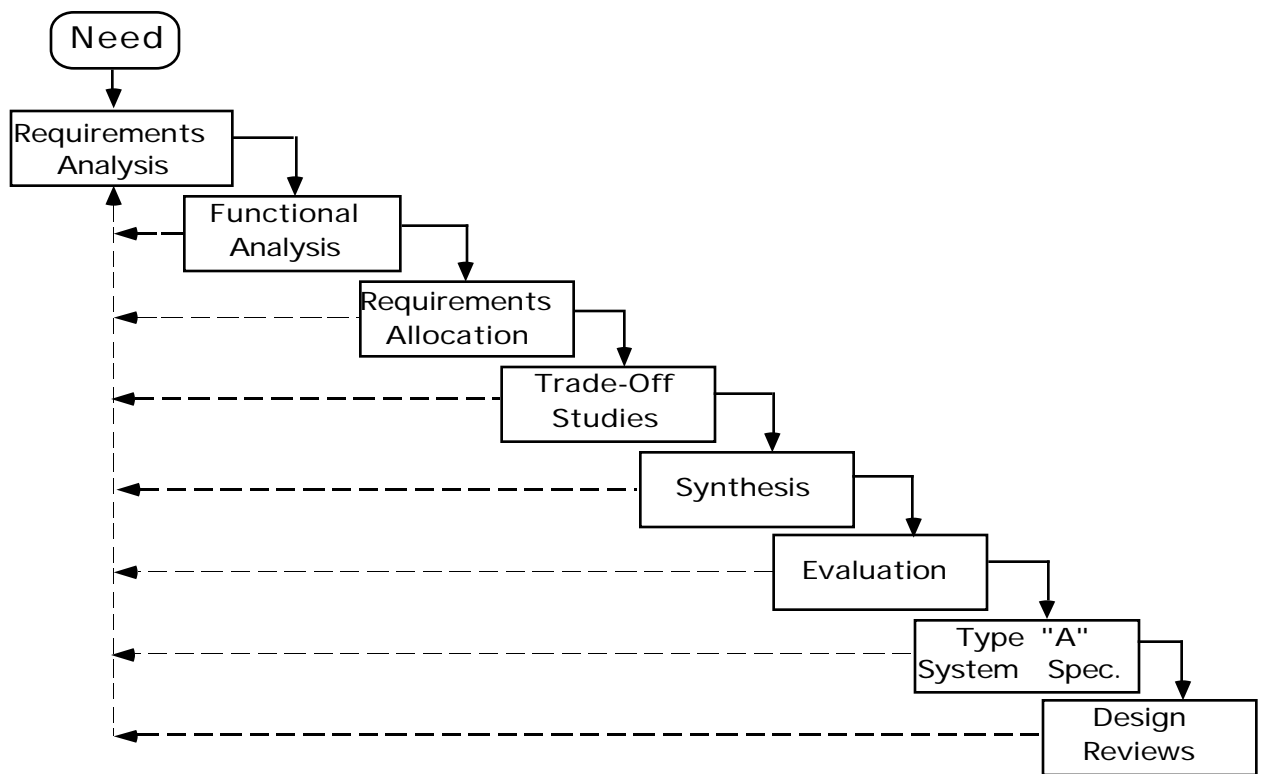 Need
Requirements
Analysis
Functional
Analysis
Requirements
Allocation
Trade-Off
Studies
Synthesis
Evaluation
Type "A"
System Spec.
Design
Reviews